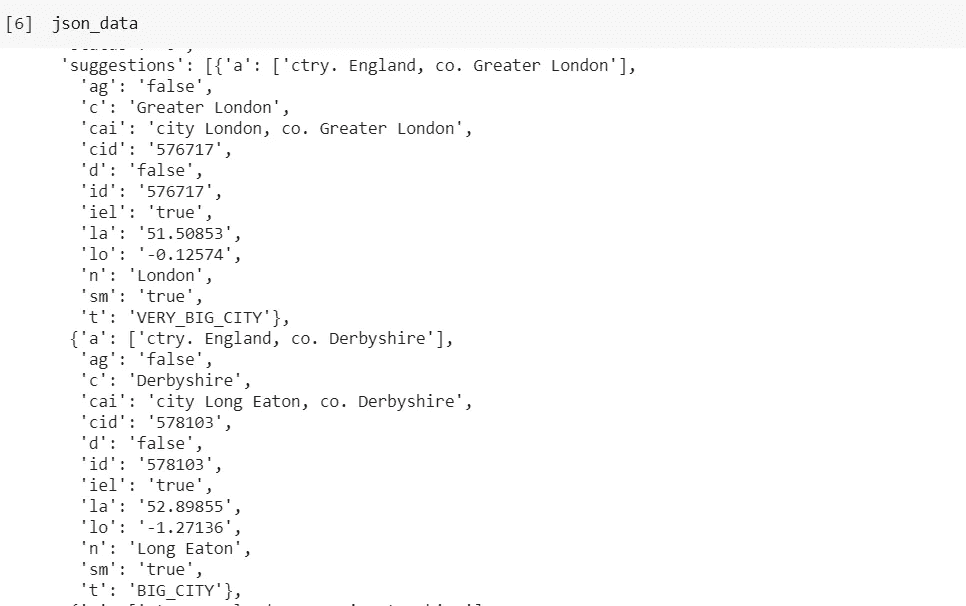 [6] json_data
'suggestions': [{'a': ['ctry. England, co. Greater London'],
'ag': 'false',
'c': 'Greater London',
'cai': 'city London, co. Greater London',
'cid': '576717',
'd': 'false',
'id': '576717',
'iel': 'true',
'la': '51.50853',
'lo': '-0.12574',
'n': 'London',
'sm': 'true',
't': 'VERY_BIG_CITY'},
{'a': ['ctry. England, co. Derbyshire'],
'ag': 'false',
'c': 'Derbyshire',
'cai': 'city Long Eaton, co. Derbyshire',
'cid': '578103',
'd': 'false',
'id': '578103',
'iel': 'true',
'la': '52.89855',
'lo': '-1.27136',
'n': 'Long Eaton',
'sm': 'true',
't': 'BIG_CITY'},